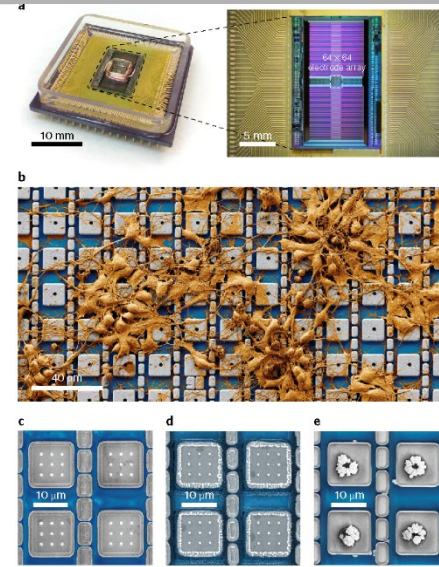 a
64 × 64
electrode array
10 mm
5 mm
b
40 μm
c
d
e
10 μm
10 μm
10 μm